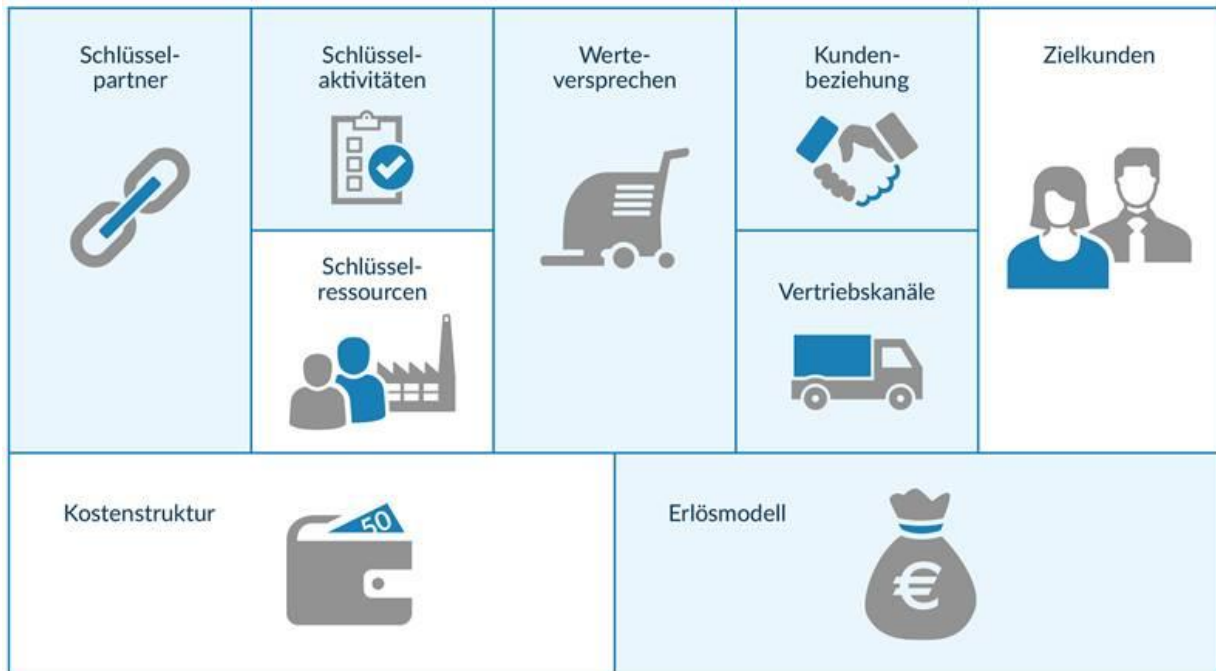 Schlüssel-
partner
Schlüssel-
aktivitäten
Schlüssel-
ressourcen
Werte-
versprechen
Kunden-
beziehung
Vertriebskanäle
Zielkunden
Kostenstruktur
50
Erlösmodell
€